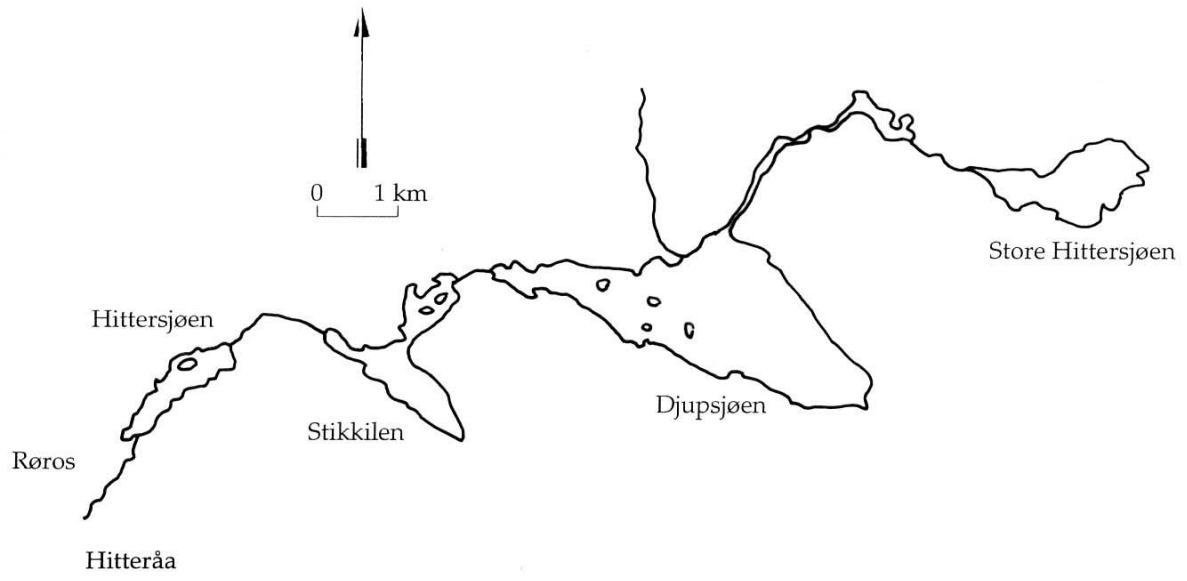 0 1 km
Store Hittersjøen
Hittersjøen
Djupsjøen
Stikkilen
Røros
Hitteråa